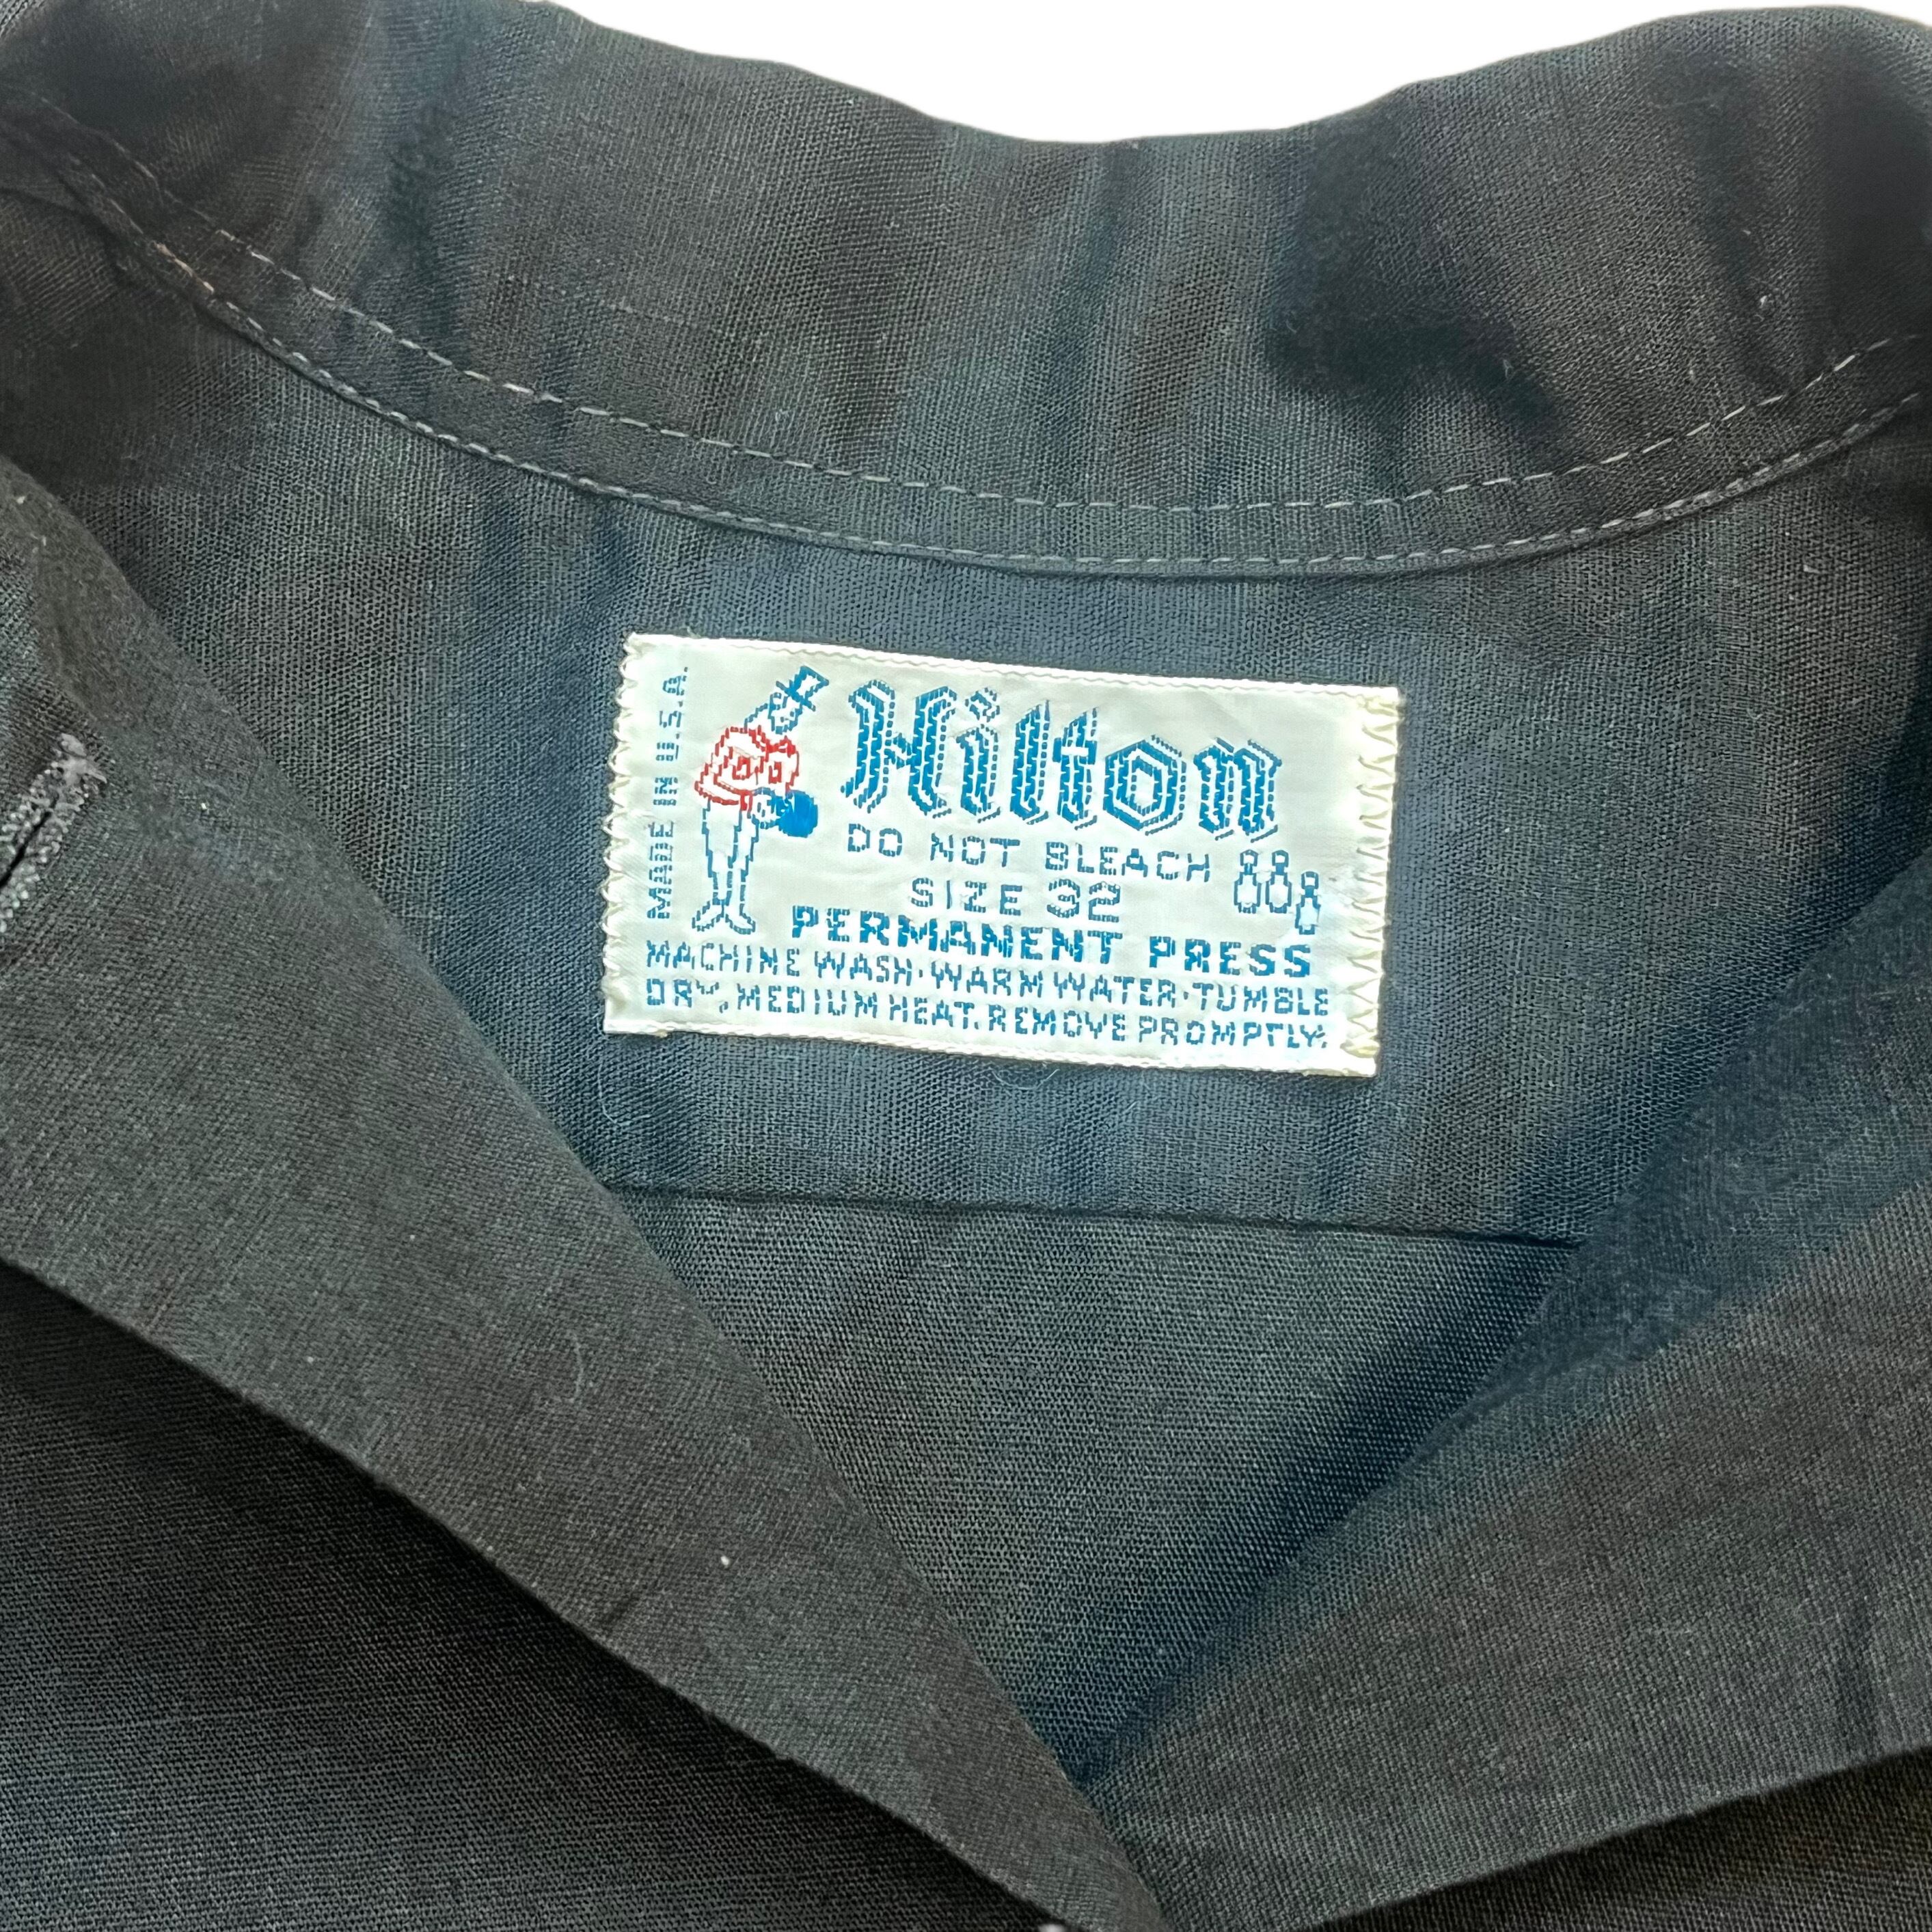 MADE IN U.S.A.
Hilton
DO NOT BLEACH
SIZE 32
PERMANENT PRESS
MACHINE WASH·WARM WATER·TUMBLE
DRY, MEDIUM HEAT. REMOVE PROMPTLY.